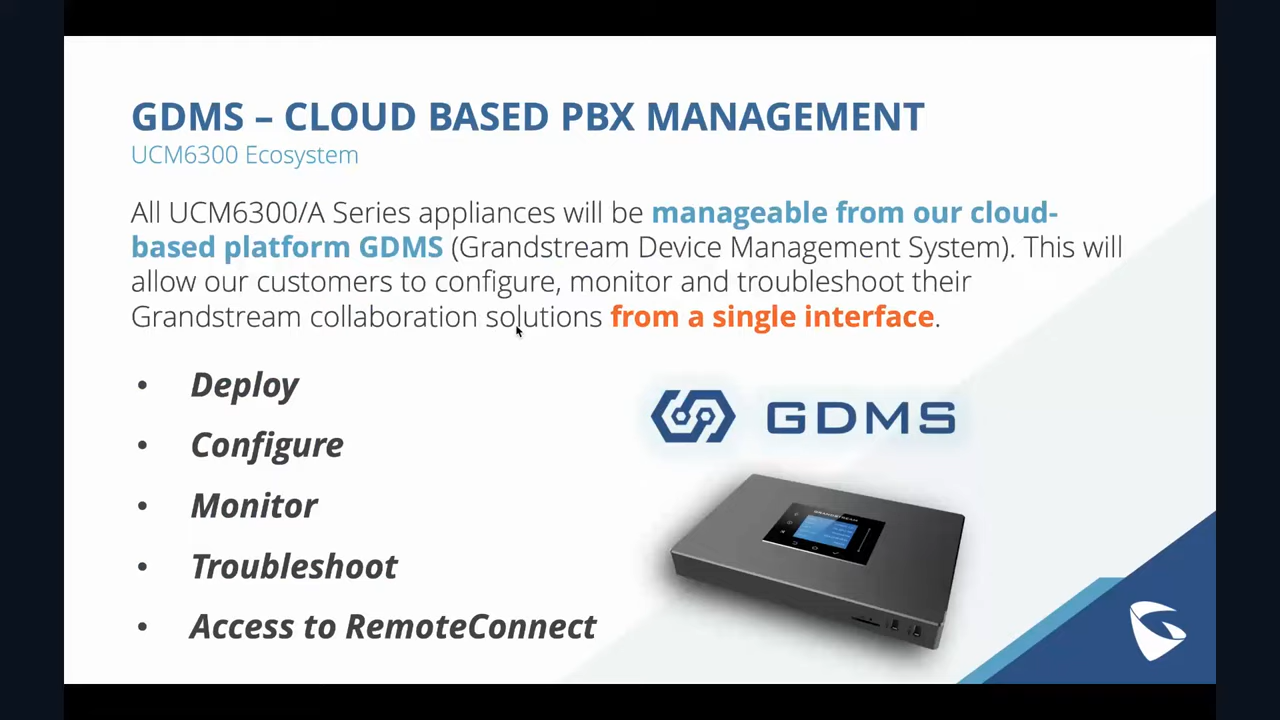 GDMS – CLOUD BASED PBX MANAGEMENT
UCM6300 Ecosystem
All UCM6300/A Series appliances will be manageable from our cloud-
based platform GDMS (Grandstream Device Management System). This will
allow our customers to configure, monitor and troubleshoot their
Grandstream collaboration solutions from a single interface.
• Deploy
• Configure
• Monitor
• Troubleshoot
• Access to RemoteConnect
GDMS
GRANDSTREAM